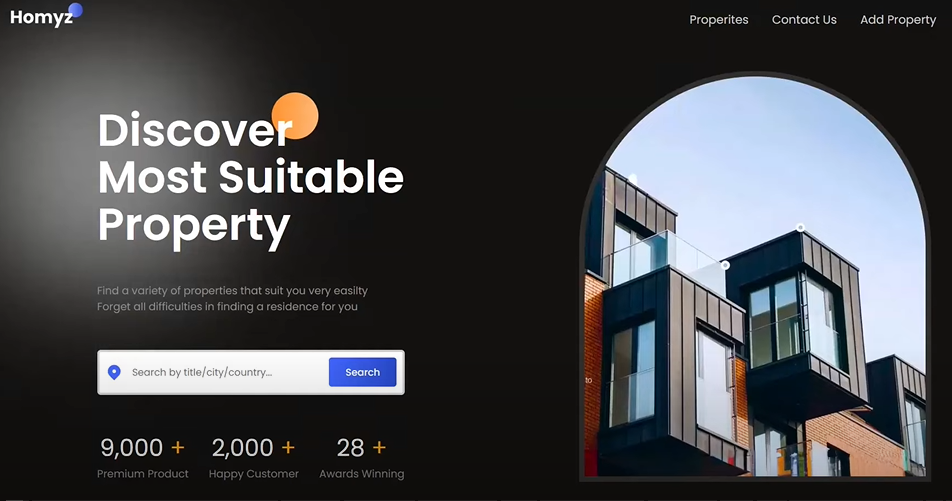 Homyz
Properites
Contact Us
Add Property
Discover
Most Suitable
Property
Find a variety of properties that suit you very easilty
Forget all difficulties in finding a residence for you
Search by title/city/country...
Search
9,000 +
2,000 +
28 +
Premium Product
Happy Customer
Awards Winning
to